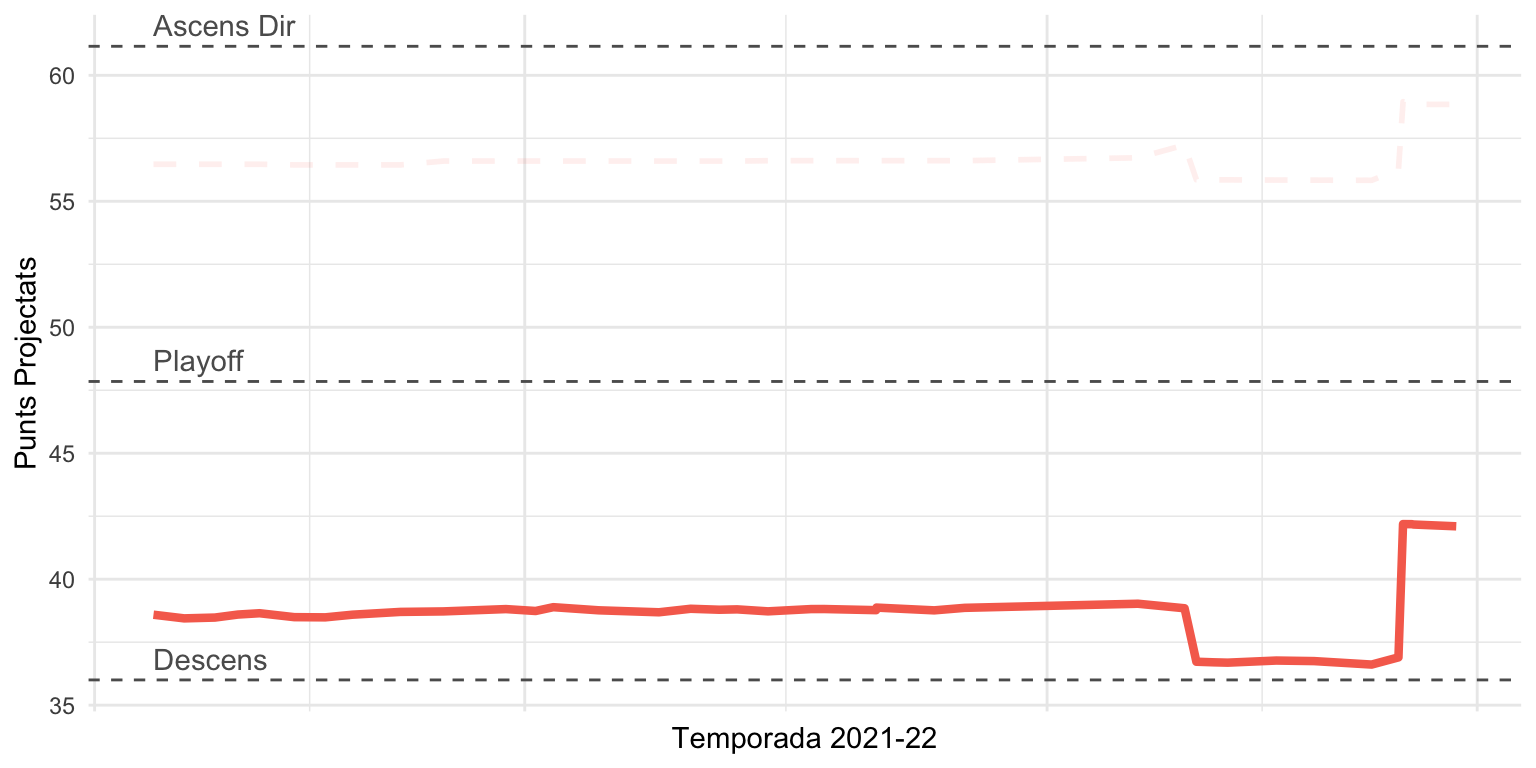 Ascens Dir
60
55
50
Playoff
45
40
Descens
35
Punts Projectats
Temporada 2021-22